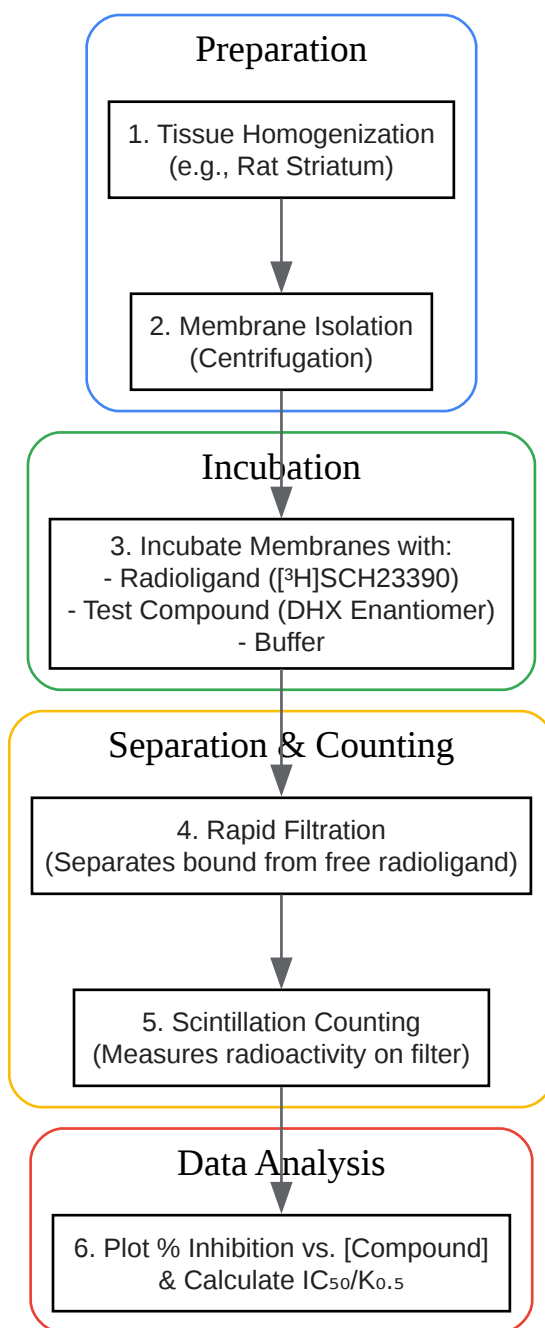 Preparation
1. Tissue Homogenization
(e.g., Rat Striatum)
2. Membrane Isolation
(Centrifugation)
Incubation
3. Incubate Membranes with:
- Radioligand ([³H]SCH23390)
- Test Compound (DHX Enantiomer)
- Buffer
Separation & Counting
4. Rapid Filtration
(Separates bound from free radioligand)
5. Scintillation Counting
(Measures radioactivity on filter)
Data Analysis
6. Plot % Inhibition vs. [Compound]
& Calculate IC₅₀/K₀.₅